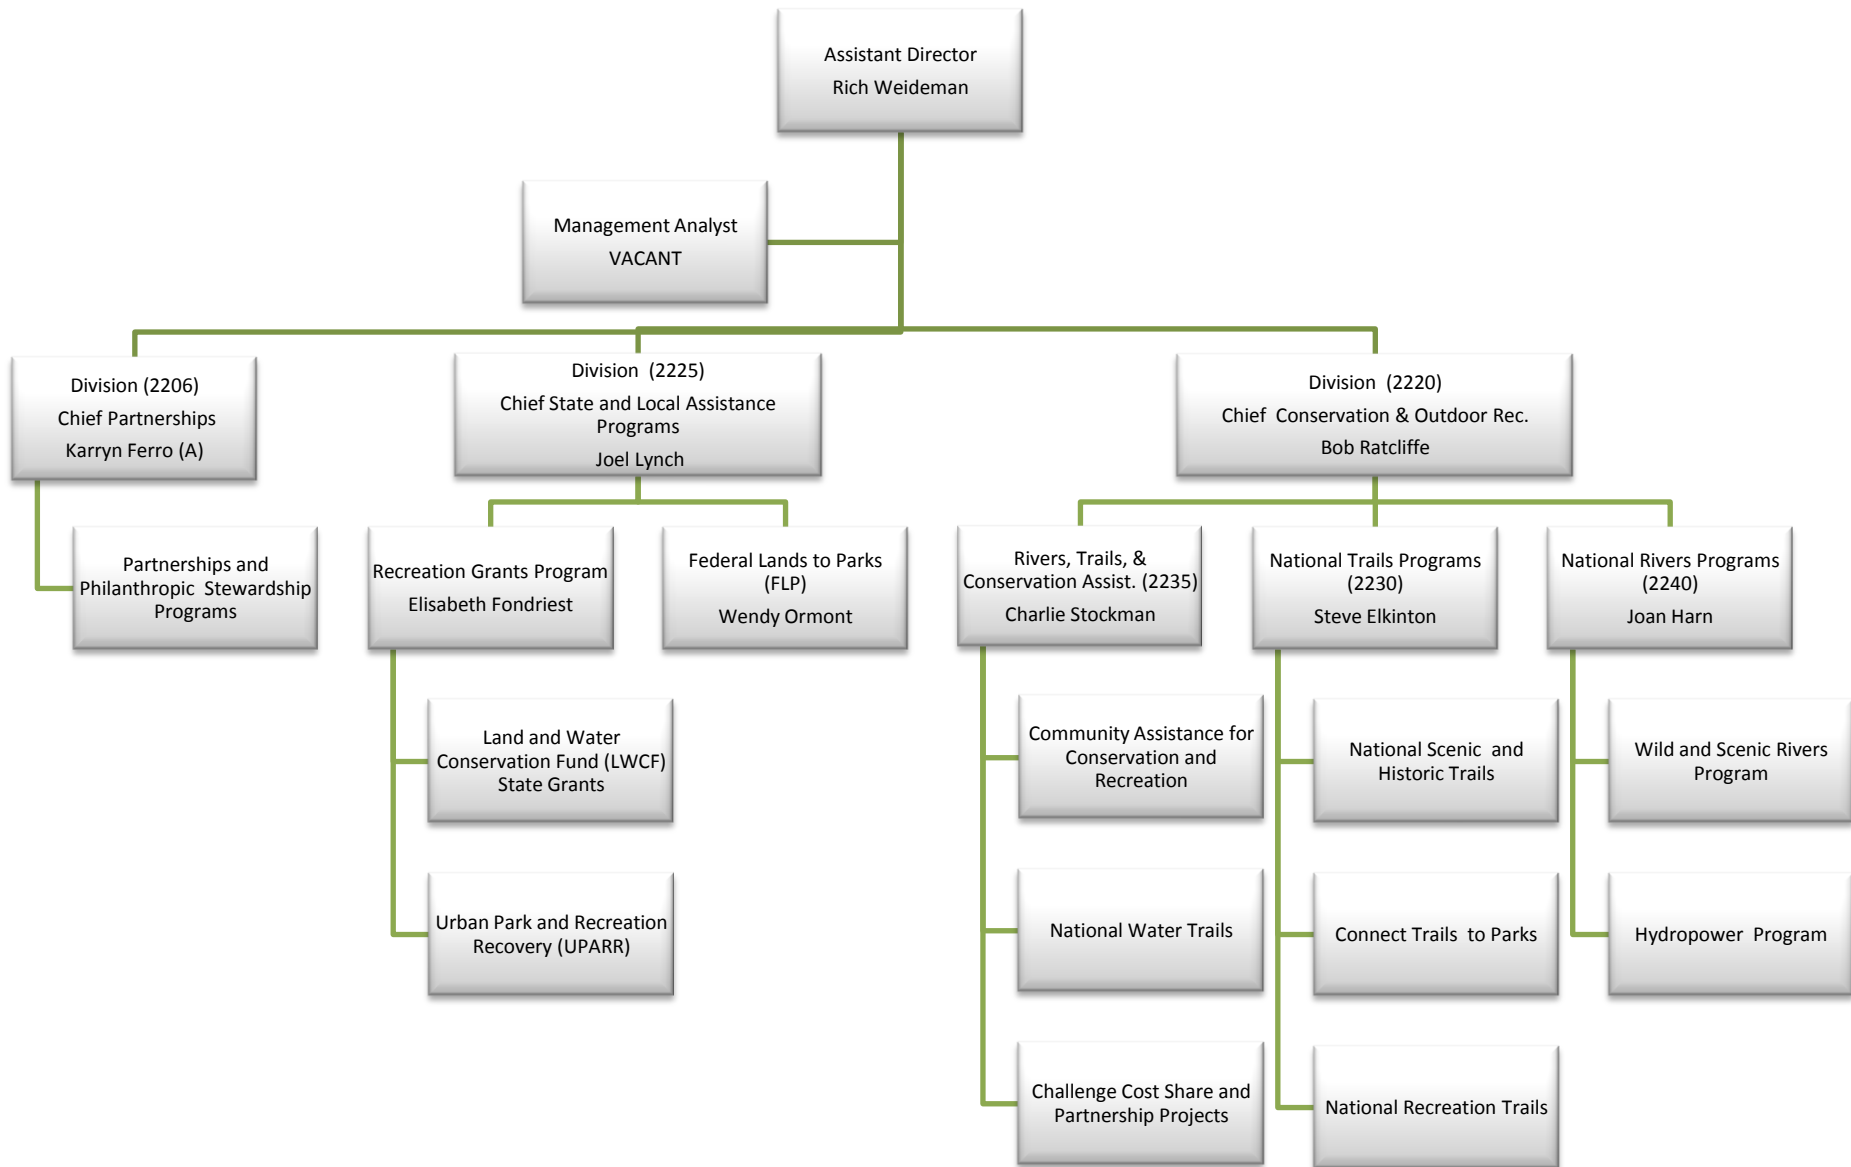 Assistant Director
Rich Weideman
Management Analyst
VACANT
Division (2206)
Chief Partnerships
Karryn Ferro (A)
Division (2225)
Chief State and Local Assistance
Programs
Joel Lynch
Division (2220)
Chief Conservation & Outdoor Rec.
Bob Ratcliffe
Partnerships and
Philanthropic Stewardship
Programs
Recreation Grants Program
Elisabeth Fondriest
Federal Lands to Parks
(FLP)
Wendy Ormont
Rivers, Trails, &
Conservation Assist. (2235)
Charlie Stockman
National Trails Programs
(2230)
Steve Elkinton
National Rivers Programs
(2240)
Joan Harn
Land and Water
Conservation Fund (LWCF)
State Grants
Community Assistance for
Conservation and
Recreation
National Scenic and
Historic Trails
Wild and Scenic Rivers
Program
Urban Park and Recreation
Recovery (UPARR)
National Water Trails
Connect Trails to Parks
Hydropower Program
Challenge Cost Share and
Partnership Projects
National Recreation Trails